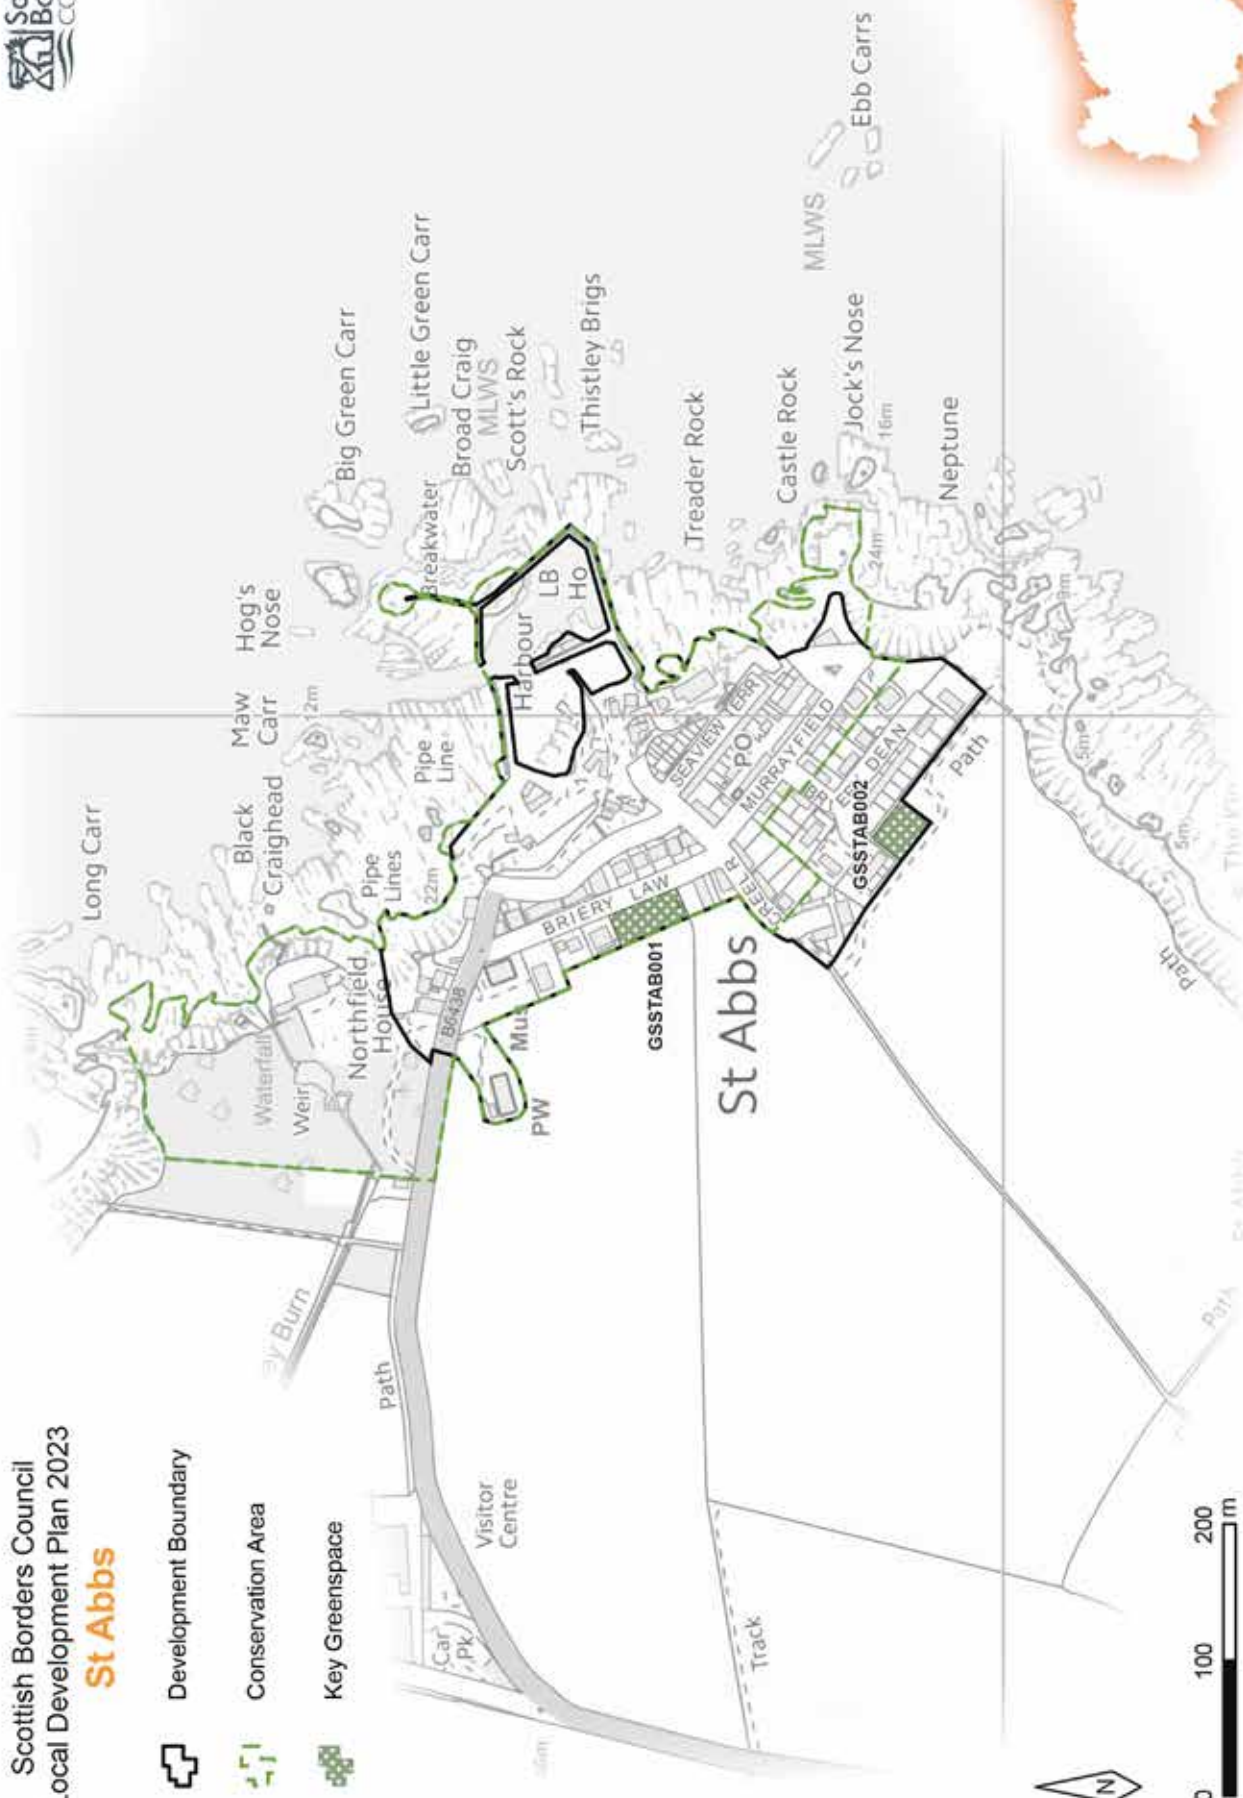 Scottish Borders Council
ocal Development Plan 2023
St Abbs
Development Boundary
Conservation Area
Key Greenspace
Long Carr
Black
Craighead
Maw
Carr
Hog's
Nose
12m
Big Green Carr
Little Green Carr
Broad Craig
MLWS
Scott's Rock
Thistley Brigs
Breakwater
LB
Ho
Harbour
Pipe
Line
Pipe
Lines
22m
Northfield
House
Waterfall
Weir
B6438
Mus
PW
BRIERY LAW
GSSTAB001
St Abbs
SEAVIEW TERR
P.O
MURRAYFIELD
CREEL R
GSSTAB002
DEAN
Treader Rock
Castle Rock
Jock's Nose
16m
24m
Neptune
MLWS
Ebb Carrs
9m
5m
5m
Path
Path
Path
ey Burn
Path
Visitor
Centre
Car
Pk
Track
N
0 100 200
m